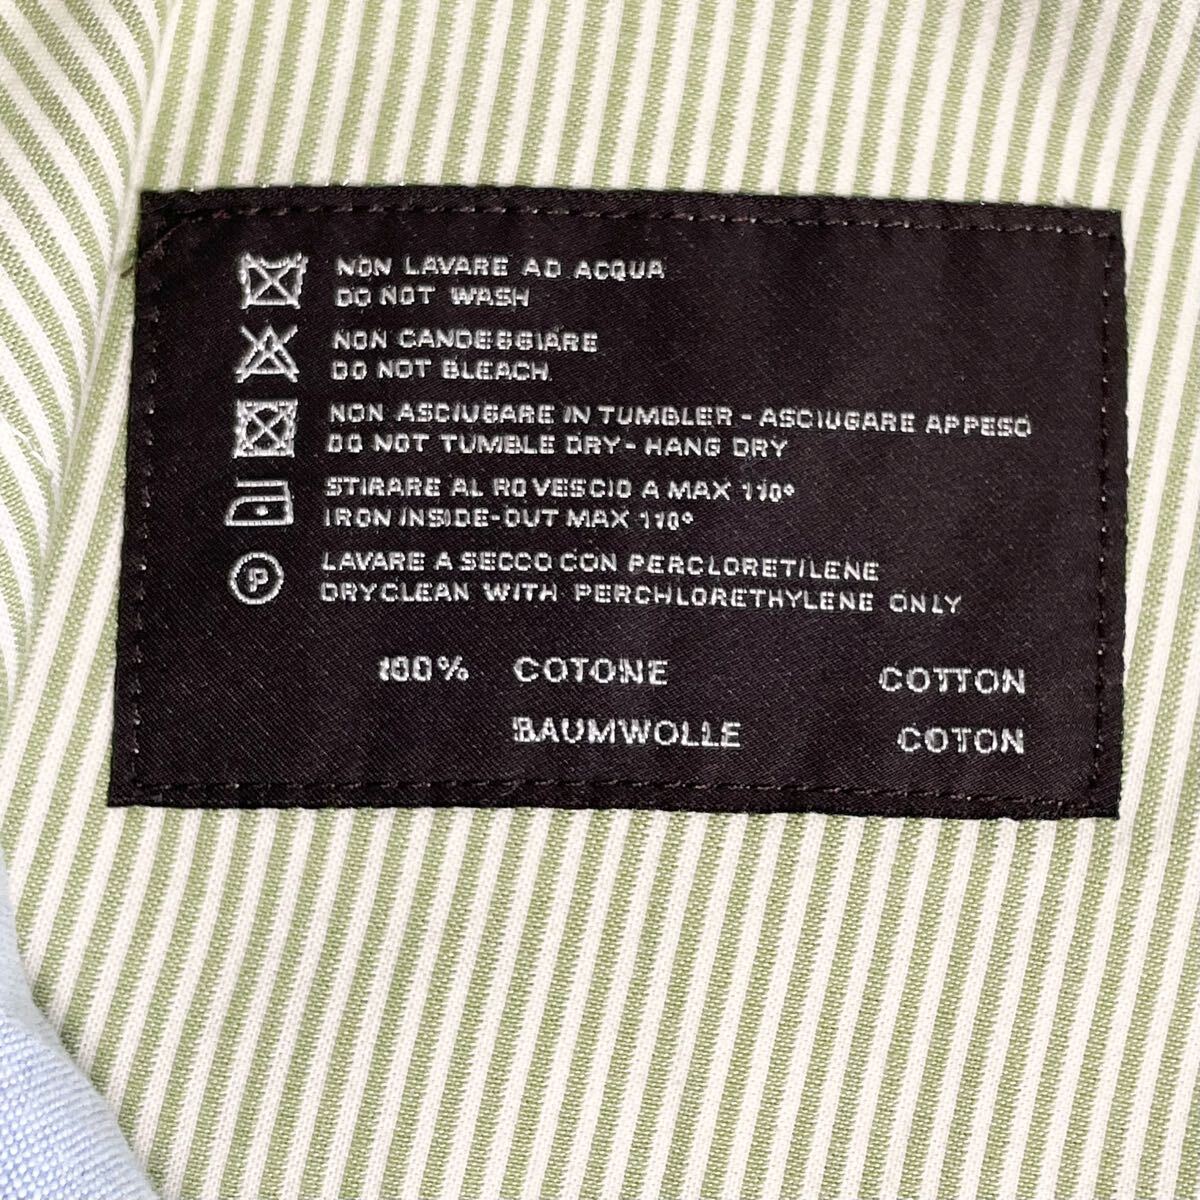 NON LAVARE AD ACQUA
DO NOT WASH
NON CANDEGGIARE
DO NOT BLEACH.
NON ASCIUGARE IN TUMBLER - ASCIUGARE APPESO
DO NOT TUMBLE DRY - HANG DRY
STIRARE AL ROVESCIO A MAX 110°
IRON INSIDE-OUT MAX 110°
P LAVARE A SECCO CON PERCLORETILENE
DRYCLEAN WITH PERCHLORETHYLENE ONLY
100% COTONE COTTON
BAUMWOLLE COTON